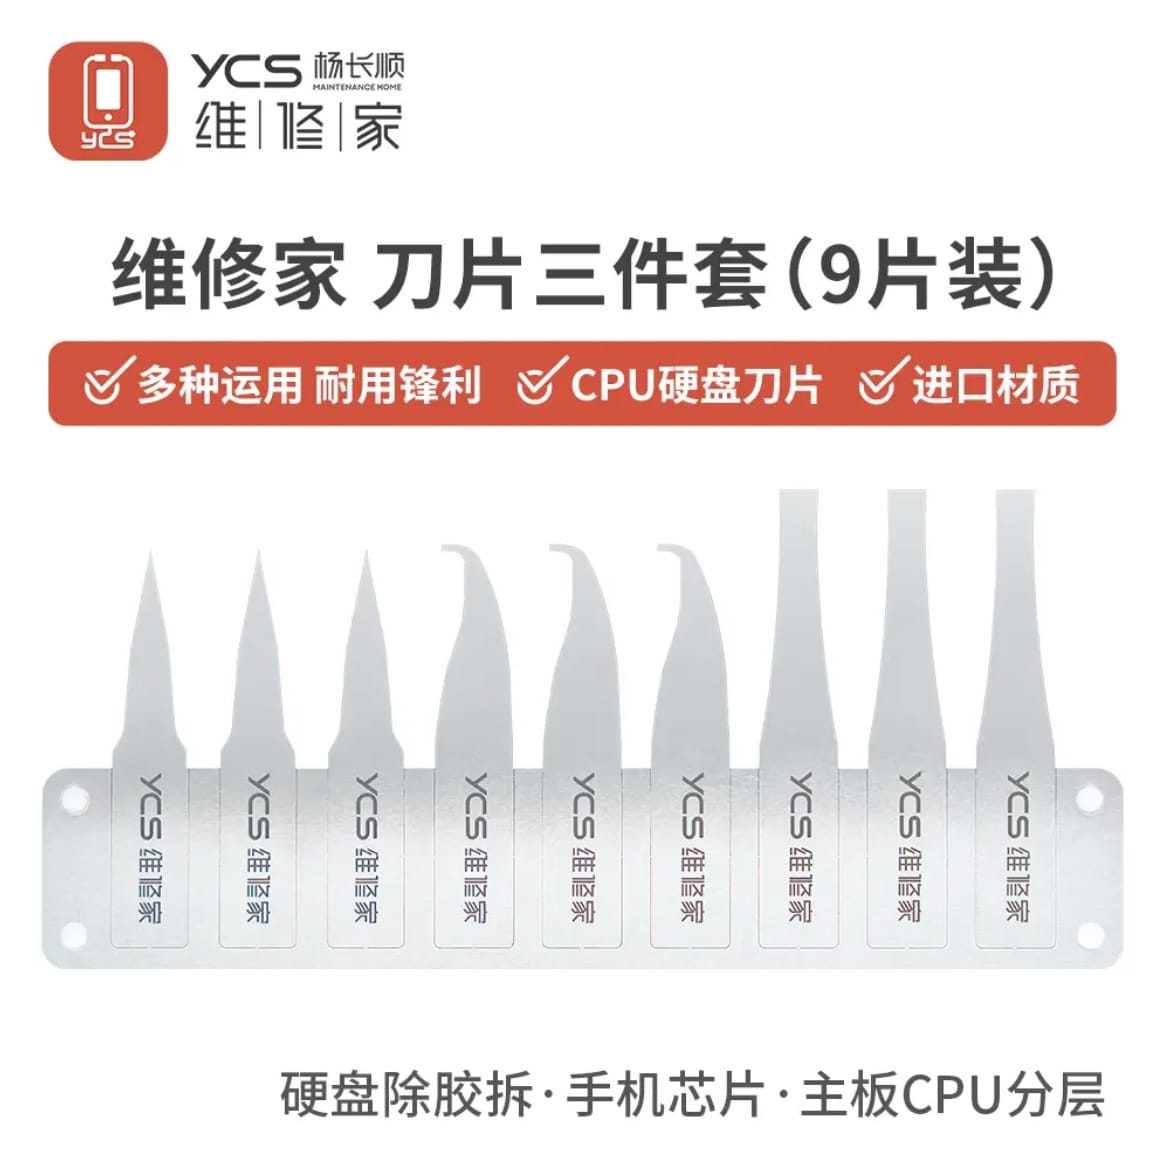 YCS 杨长顺
MAINTENANCE HOME
维|修|家
YCS
维修家 刀片三件套(9片装)
多种运用 耐用锋利 CPU硬盘刀片 进口材质
YCS 维修家
YCS 维修家
YCS 维修家
YCS 维修家
YCS 维修家
YCS 维修家
YCS 维修家
YCS 维修家
YCS 维修家
硬盘除胶拆·手机芯片·主板CPU分层